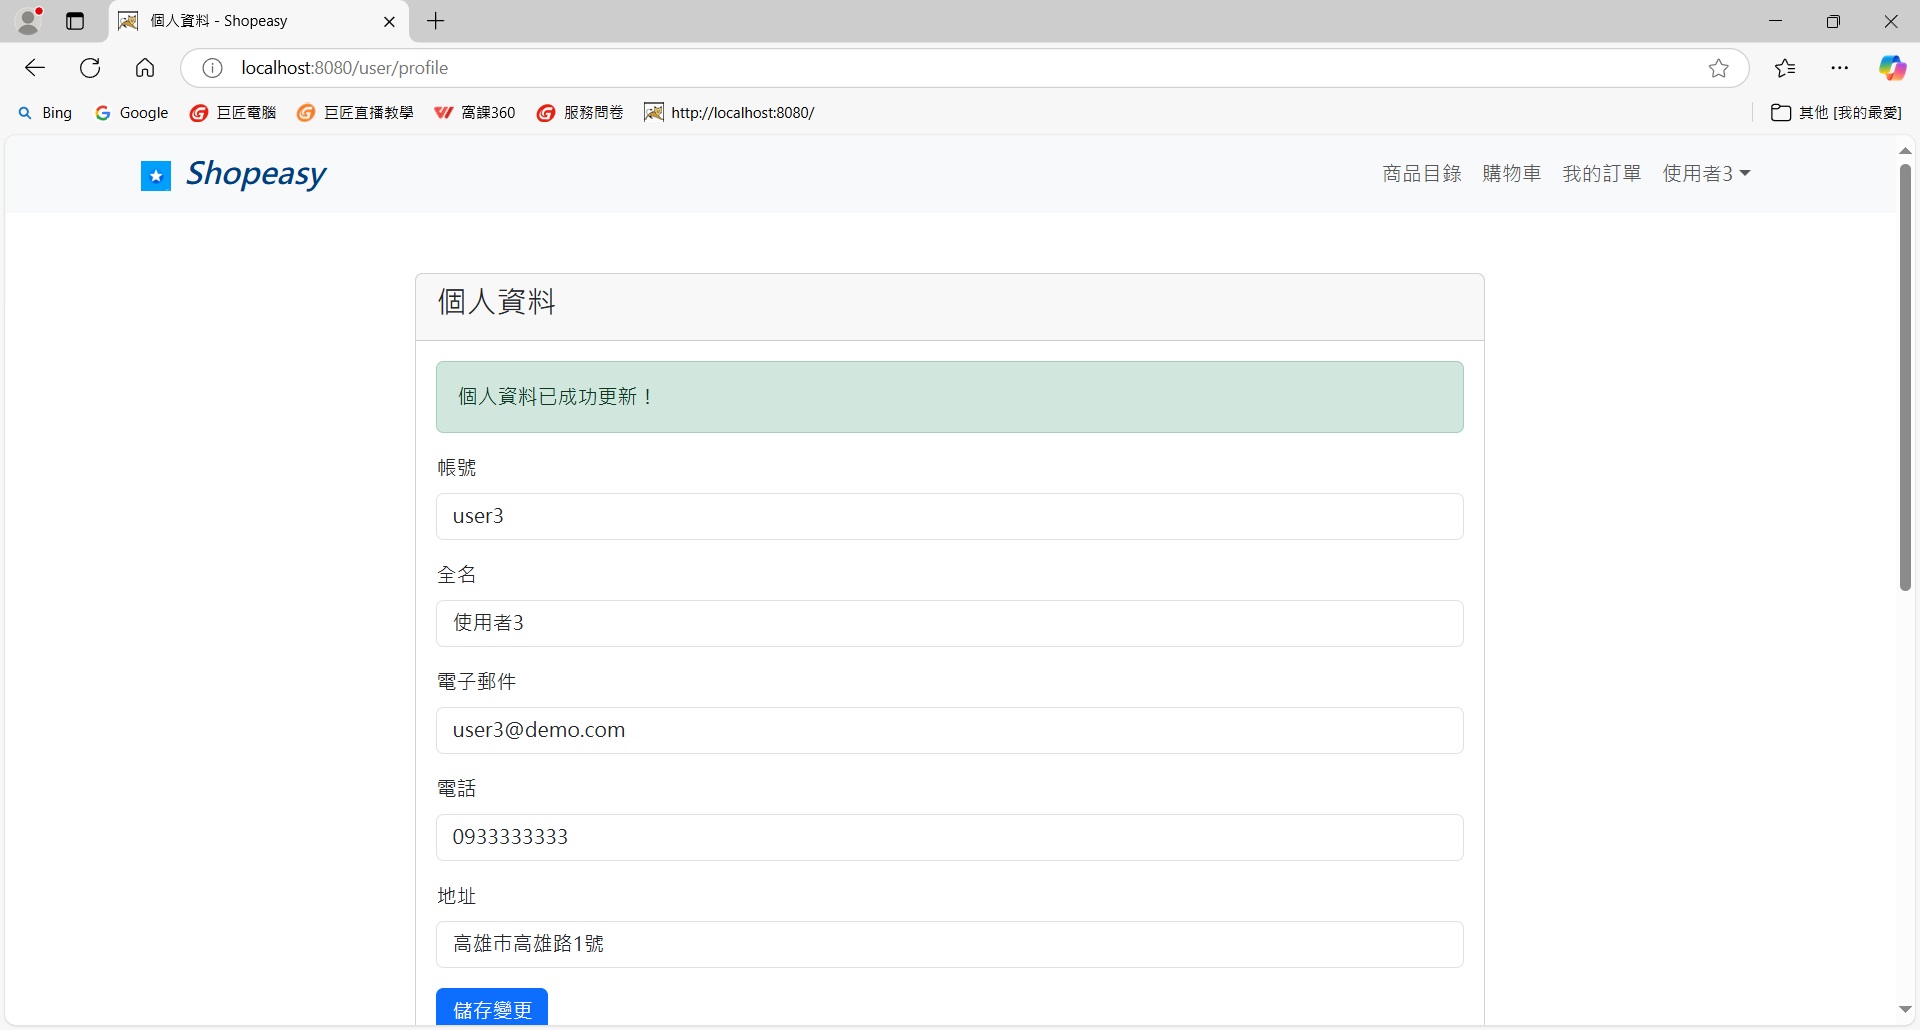 個人資料 - Shopeasy
localhost:8080/user/profile
Bing Google 巨匠電腦 巨匠直播教學 窩課360 服務問卷 http://localhost:8080/ 其他 [我的最愛]
Shopeasy 商品目錄 購物車 我的訂單 使用者3
個人資料
個人資料已成功更新！
帳號
user3
全名
使用者3
電子郵件
user3@demo.com
電話
0933333333
地址
高雄市高雄路1號
儲存變更